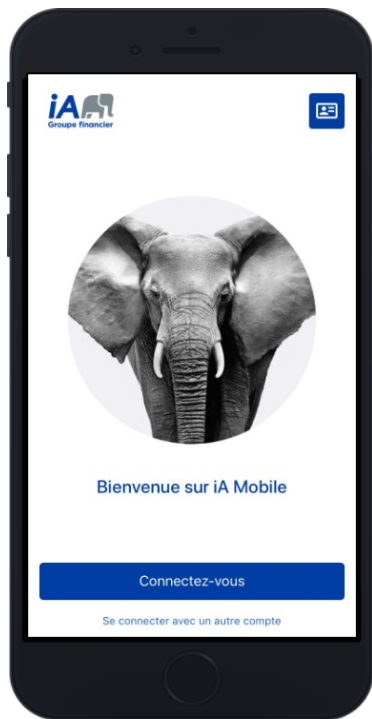 iA
Groupe financier
Bienvenue sur iA Mobile
Connectez-vous
Se connecter avec un autre compte